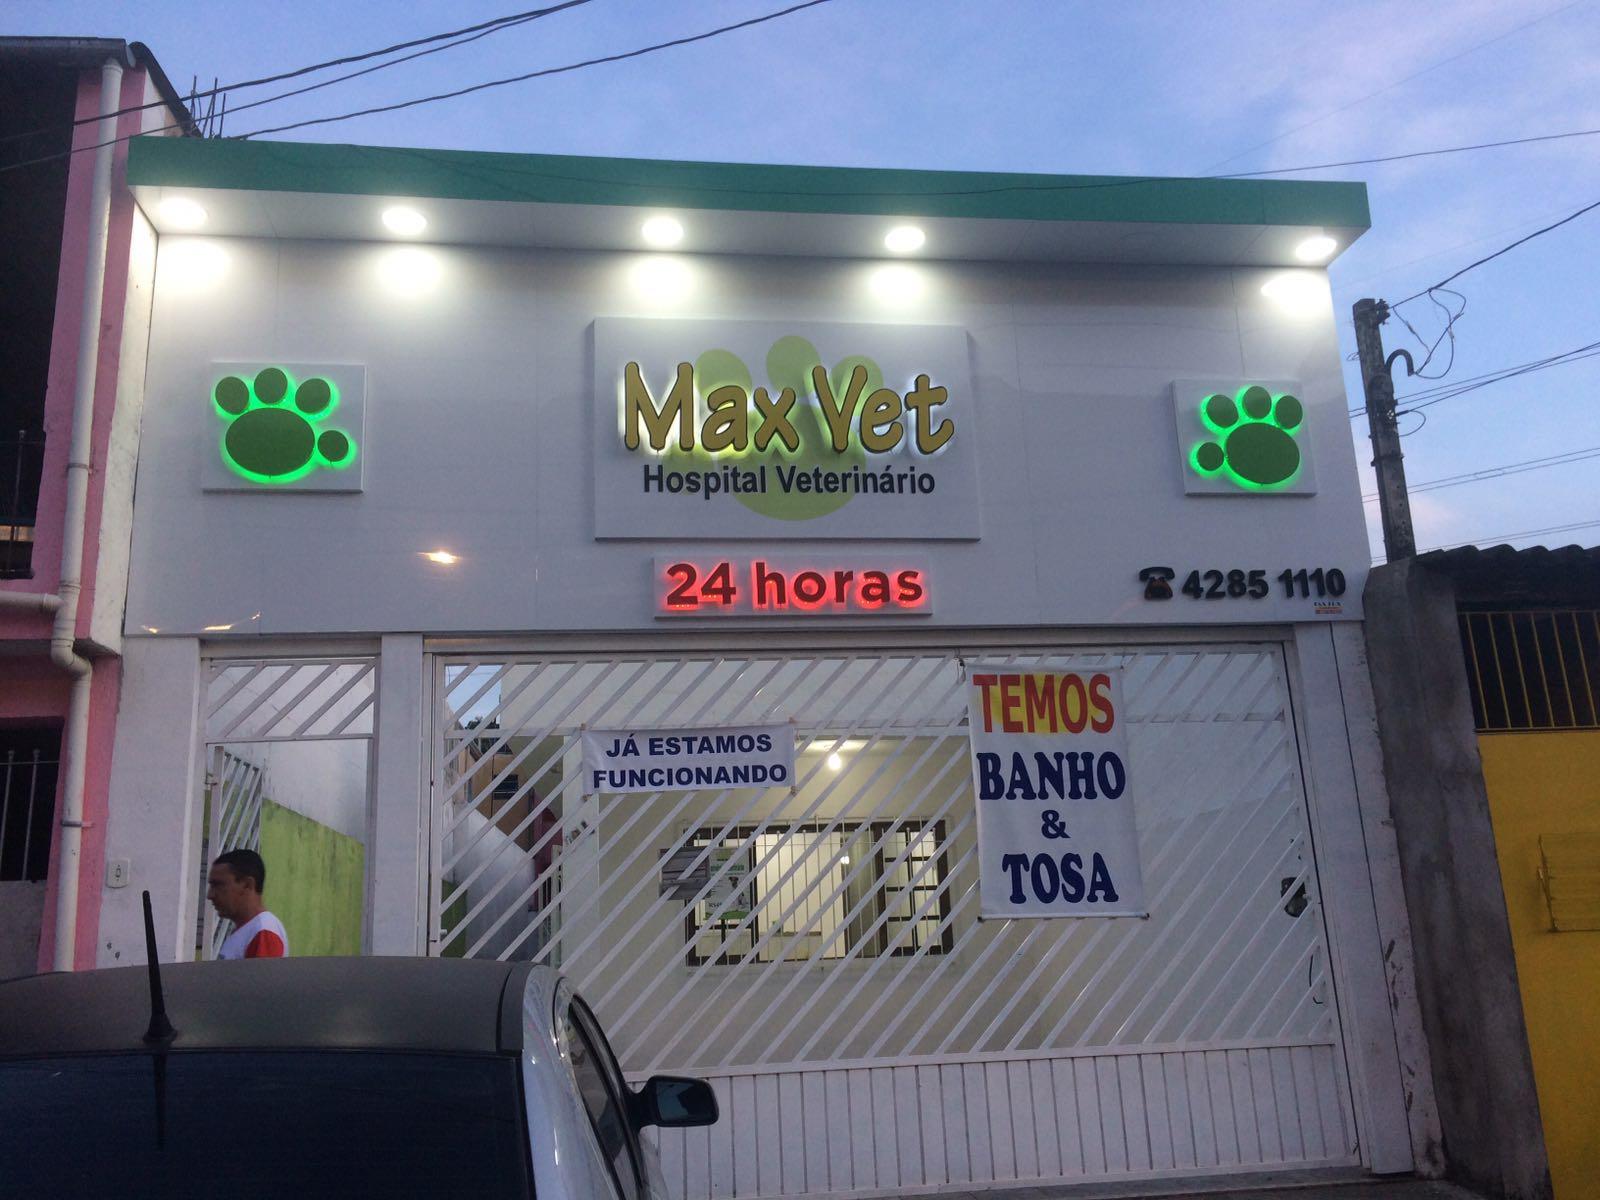 Max Vet
Hospital Veterinário
24 horas
4285 1110
JÁ ESTAMOS
FUNCIONANDO
TEMOS
BANHO
&
TOSA